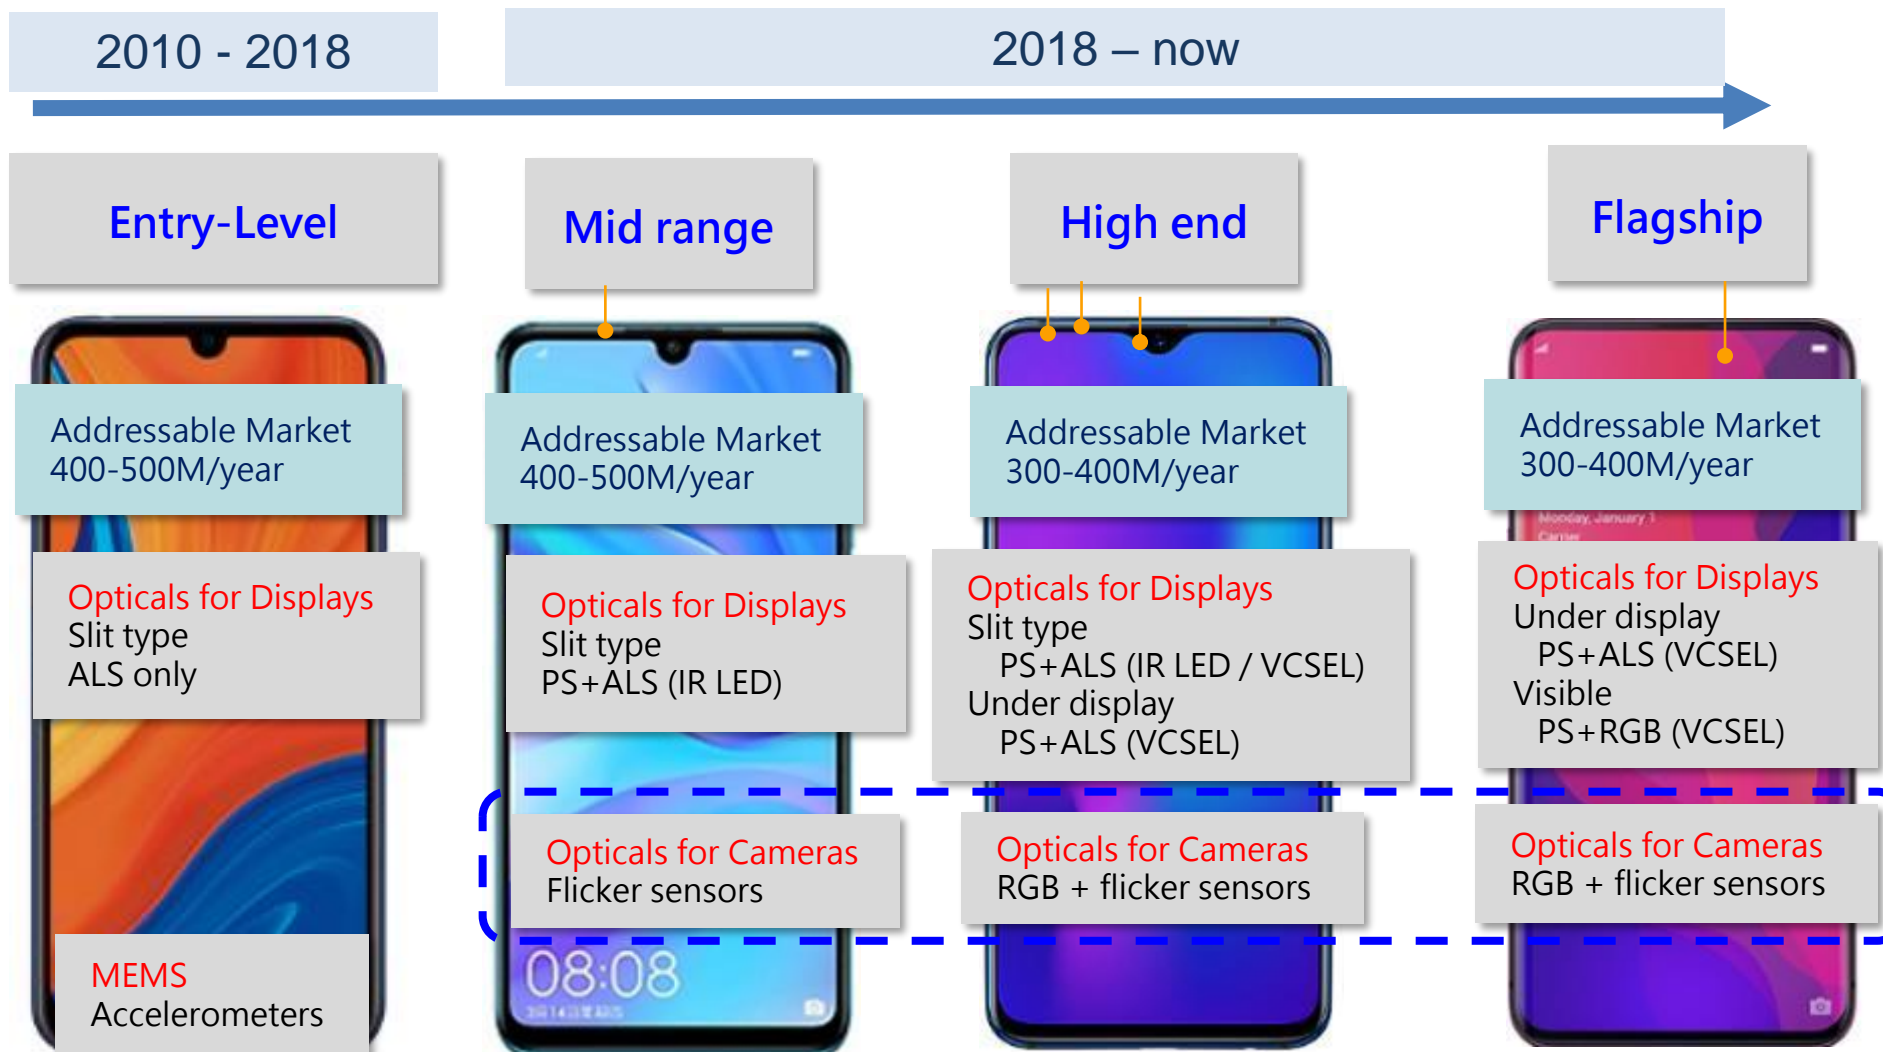 2010 - 2018
2018 – now
Entry-Level
Mid range
High end
Flagship
Addressable Market
400-500M/year
Addressable Market
400-500M/year
Addressable Market
300-400M/year
Addressable Market
300-400M/year
Monday, January 1
Carrier
Opticals for Displays
Slit type
ALS only
Opticals for Displays
Slit type
PS+ALS (IR LED)
Opticals for Displays
Slit type
PS+ALS (IR LED / VCSEL)
Under display
PS+ALS (VCSEL)
Opticals for Displays
Under display
PS+ALS (VCSEL)
Visible
PS+RGB (VCSEL)
Opticals for Cameras
Flicker sensors
Opticals for Cameras
RGB + flicker sensors
Opticals for Cameras
RGB + flicker sensors
08:08
MEMS
Accelerometers